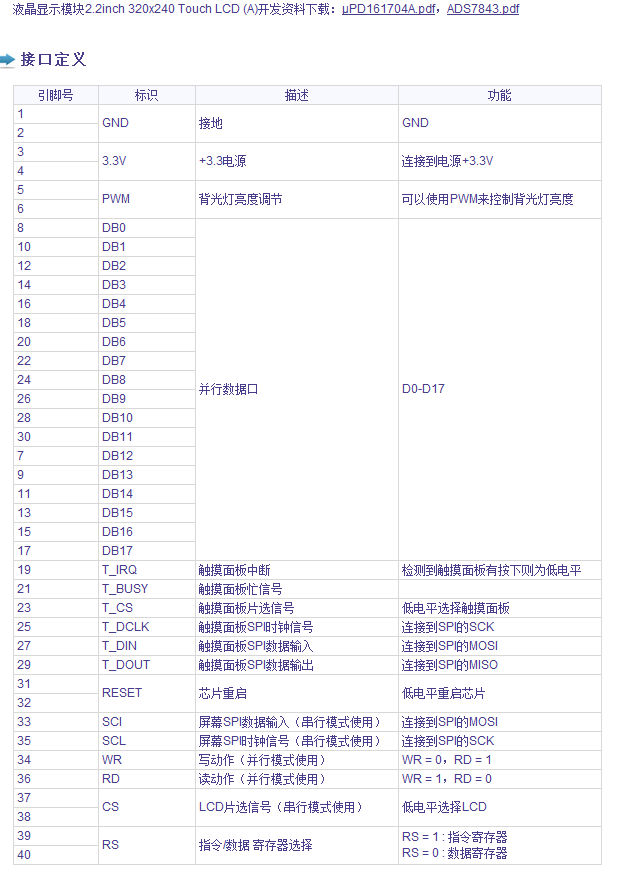 液晶显示模块2.2inch 320x240 Touch LCD (A)开发资料下载：µPD161704A.pdf，ADS7843.pdf
接口定义
引脚号 标识 描述 功能
1
GND 接地 GND
2
3
3.3V +3.3电源 连接到电源+3.3V
4
5
PWM 背光灯亮度调节 可以使用PWM来控制背光灯亮度
6
8 DB0
10 DB1
12 DB2
14 DB3
16 DB4
18 DB5
20 DB6
22 DB7
24 DB8
并行数据口 D0-D17
26 DB9
28 DB10
30 DB11
7 DB12
9 DB13
11 DB14
13 DB15
15 DB16
17 DB17
19 T_IRQ 触摸面板中断 检测到触摸面板有按下则为低电平
21 T_BUSY 触摸面板忙信号
23 T_CS 触摸面板片选信号 低电平选择触摸面板
25 T_DCLK 触摸面板SPI时钟信号 连接到SPI的SCK
27 T_DIN 触摸面板SPI数据输入 连接到SPI的MOSI
29 T_DOUT 触摸面板SPI数据输出 连接到SPI的MISO
31
RESET 芯片重启 低电平重启芯片
32
33 SCI 屏幕SPI数据输入（串行模式使用） 连接到SPI的MOSI
35 SCL 屏幕SPI时钟信号（串行模式使用） 连接到SPI的SCK
34 WR 写动作（并行模式使用） WR = 0，RD = 1
36 RD 读动作（并行模式使用） WR = 1，RD = 0
37
CS LCD片选信号（串行模式使用） 低电平选择LCD
38
39 RS = 1 : 指令寄存器
RS 指令/数据 寄存器选择
40 RS = 0 : 数据寄存器